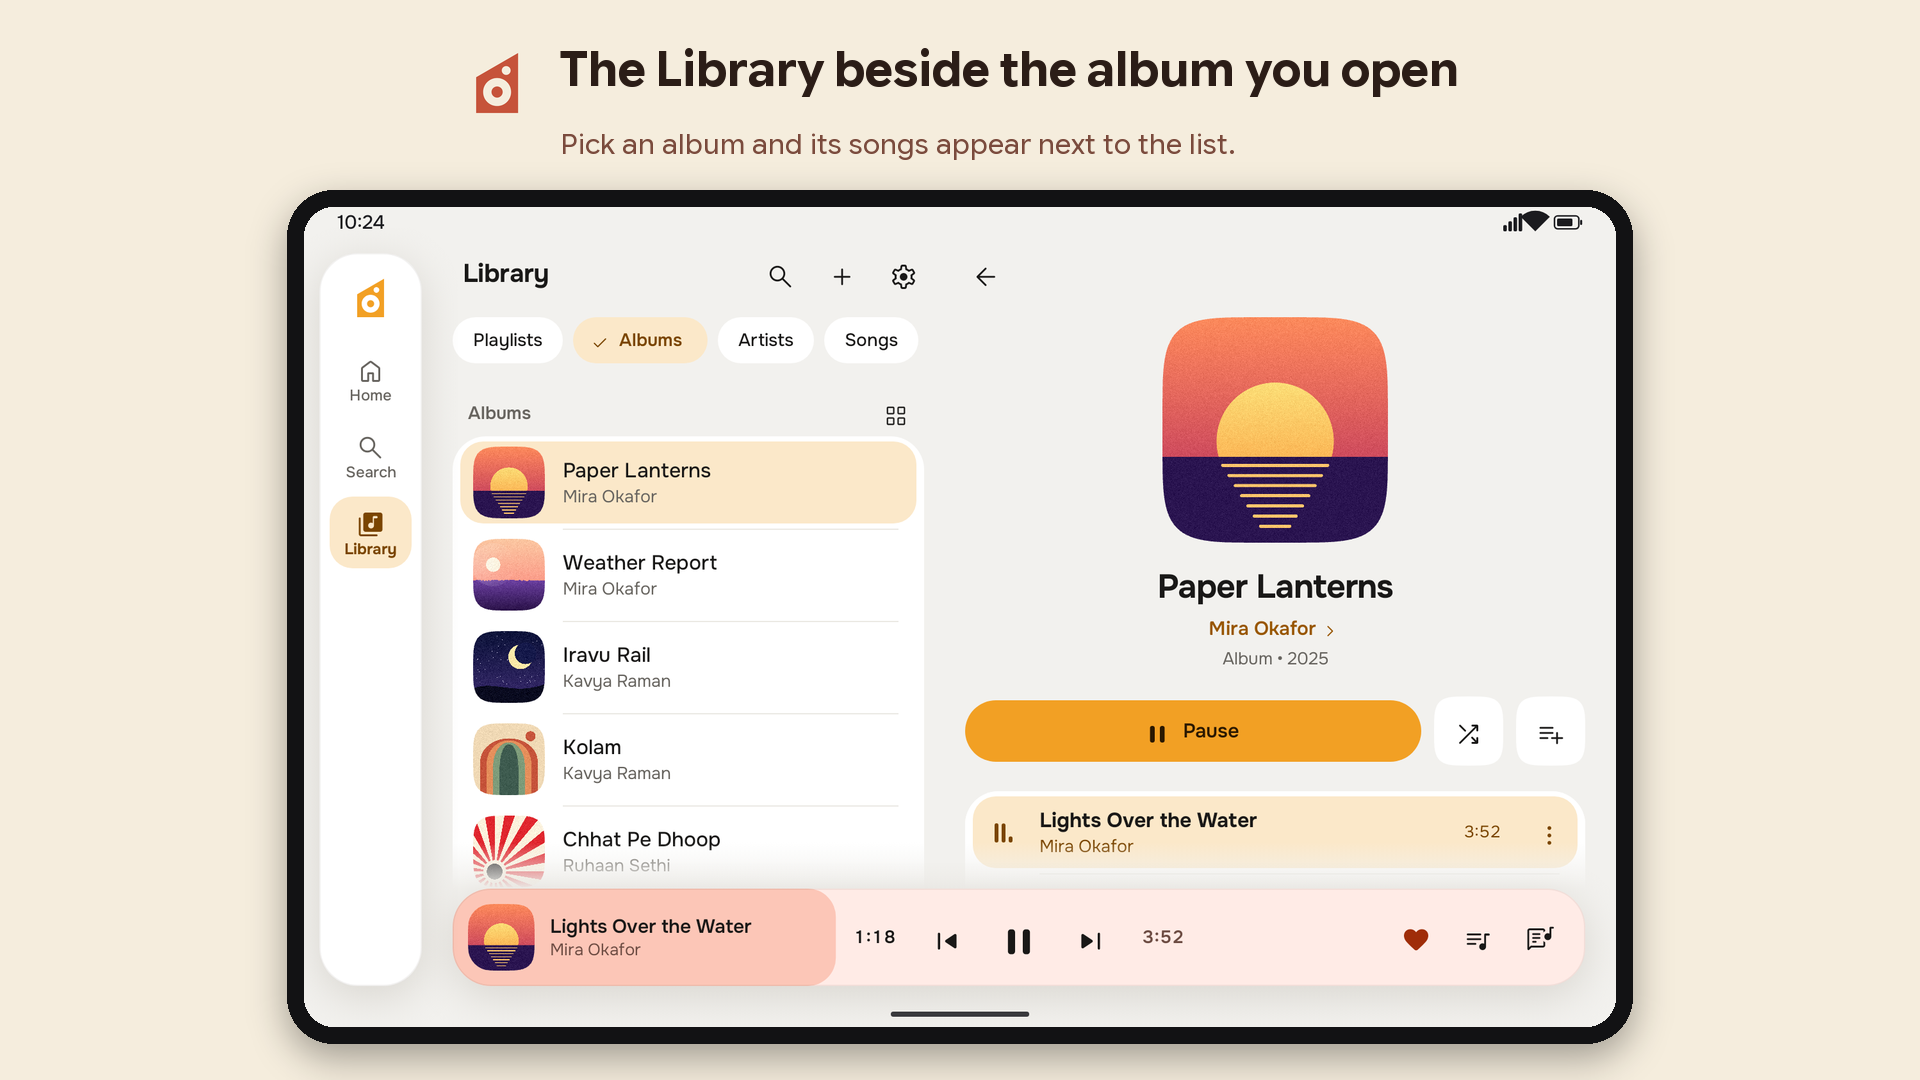 The Library beside the album you open
Pick an album and its songs appear next to the list.
10:24
Home
Search
Library
Library
Playlists
Albums
Artists
Songs
Albums
Paper Lanterns
Mira Okafor
Weather Report
Mira Okafor
Iravu Rail
Kavya Raman
Kolam
Kavya Raman
Chhat Pe Dhoop
Ruhaan Sethi
Paper Lanterns
Mira Okafor
Album • 2025
Pause
Lights Over the Water
Mira Okafor
3:52
Lights Over the Water
Mira Okafor
1:18
3:52